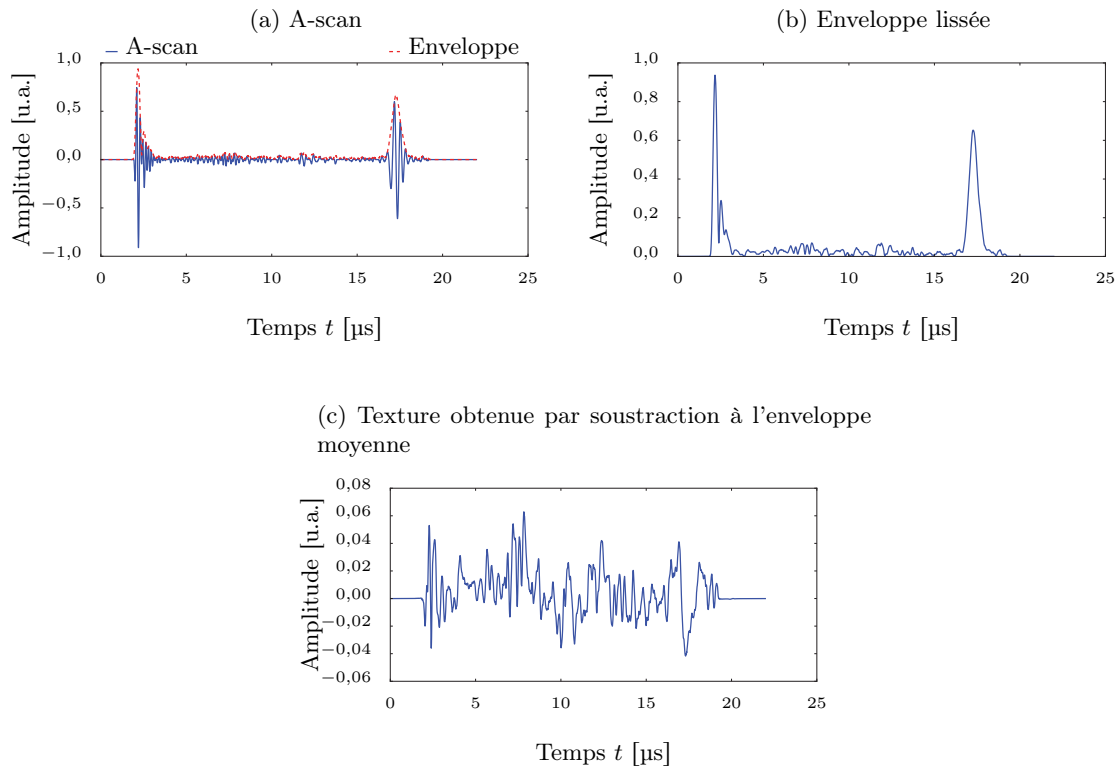 (a) A-scan
A-scan Enveloppe
1,0
0,5
0,0
−0,5
−1,0
Amplitude [u.a.]
0 5 10 15 20 25
Temps t [µs]
(b) Enveloppe lissée
1,0
0,8
0,6
0,4
0,2
0,0
Amplitude [u.a.]
0 5 10 15 20 25
Temps t [µs]
(c) Texture obtenue par soustraction à l'enveloppe
moyenne
0,08
0,06
0,04
0,02
0,00
−0,02
−0,04
−0,06
Amplitude [u.a.]
0 5 10 15 20 25
Temps t [µs]